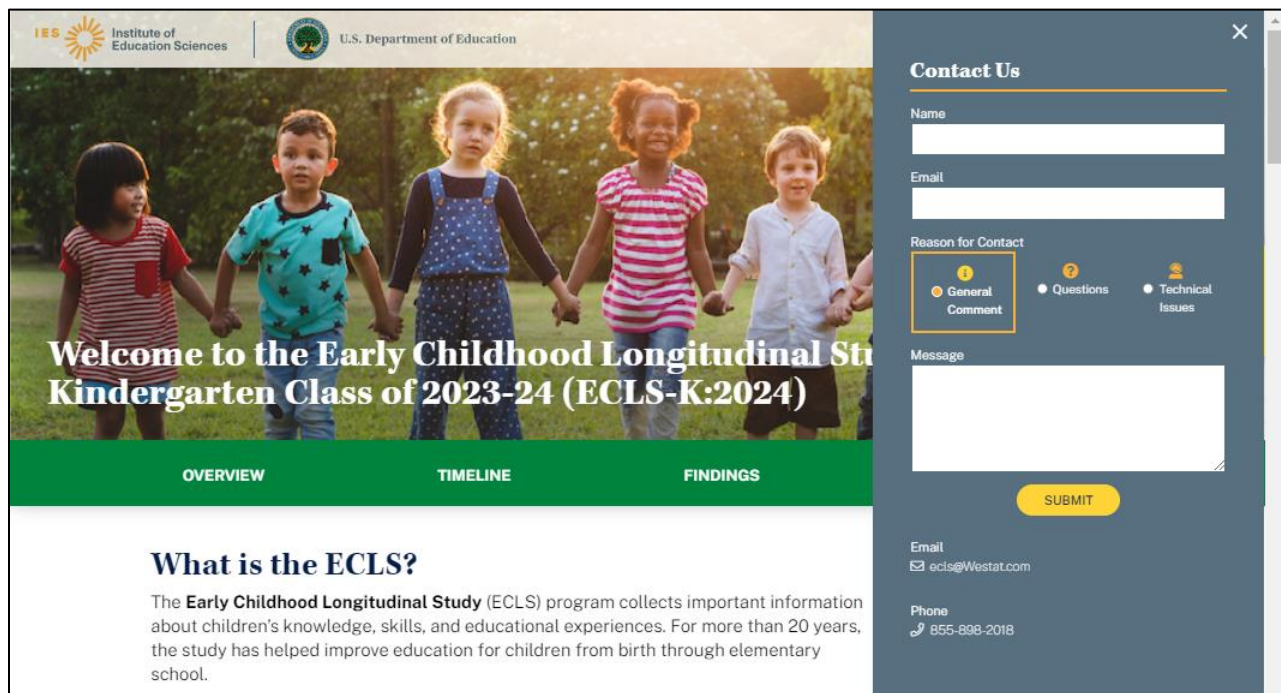 IES Institute of
Education Sciences
U.S. Department of Education
Welcome to the Early Childhood Longitudinal
Kindergarten Class of 2023-24 (ECLS-K:2024)
OVERVIEW TIMELINE FINDINGS
What is the ECLS?
The Early Childhood Longitudinal Study (ECLS) program collects important information
about children's knowledge, skills, and educational experiences. For more than 20 years,
the study has helped improve education for children from birth through elementary
school.
Contact Us
Name
Email
Reason for Contact
General
Comment
Questions
Technical
Issues
Message
SUBMIT
Email
ecls@Westat.com
Phone
855-898-2018